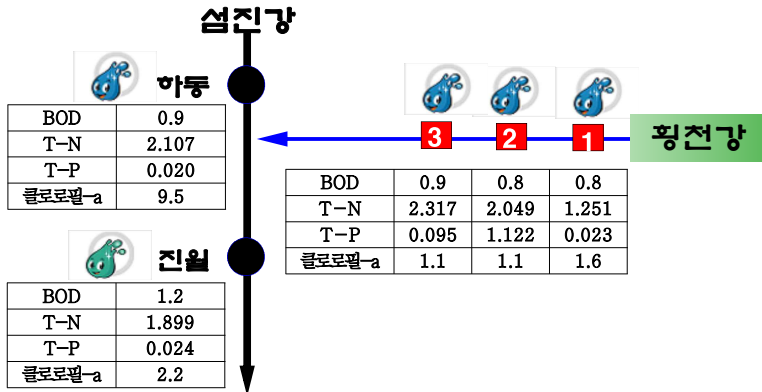 섬진강
하동
BOD 0.9
T-N 2.107
T-P 0.020
클로로필-a 9.5
3 2 1
횡천강
BOD 0.9 0.8 0.8
T-N 2.317 2.049 1.251
T-P 0.095 1.122 0.023
클로로필-a 1.1 1.1 1.6
진월
BOD 1.2
T-N 1.899
T-P 0.024
클로로필-a 2.2